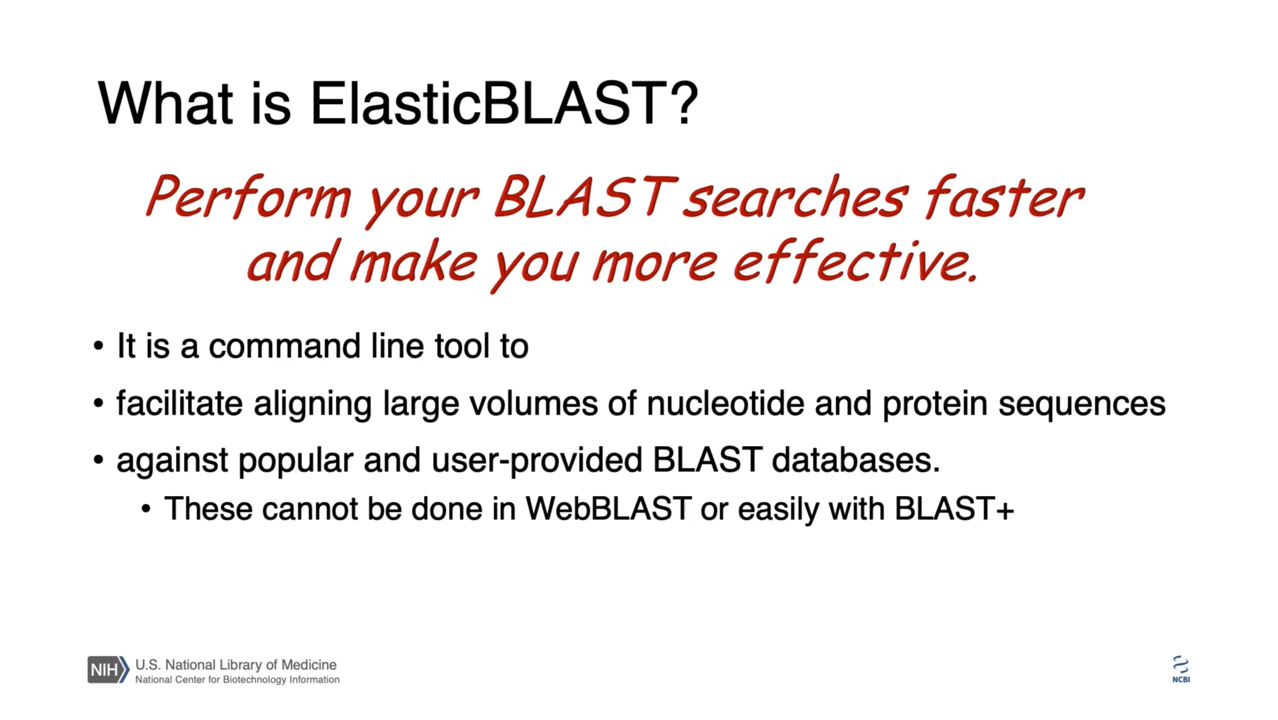 What is ElasticBLAST?
Perform your BLAST searches faster
and make you more effective.
• It is a command line tool to
• facilitate aligning large volumes of nucleotide and protein sequences
• against popular and user-provided BLAST databases.
• These cannot be done in WebBLAST or easily with BLAST+
NIH
U.S. National Library of Medicine
National Center for Biotechnology Information
NCBI